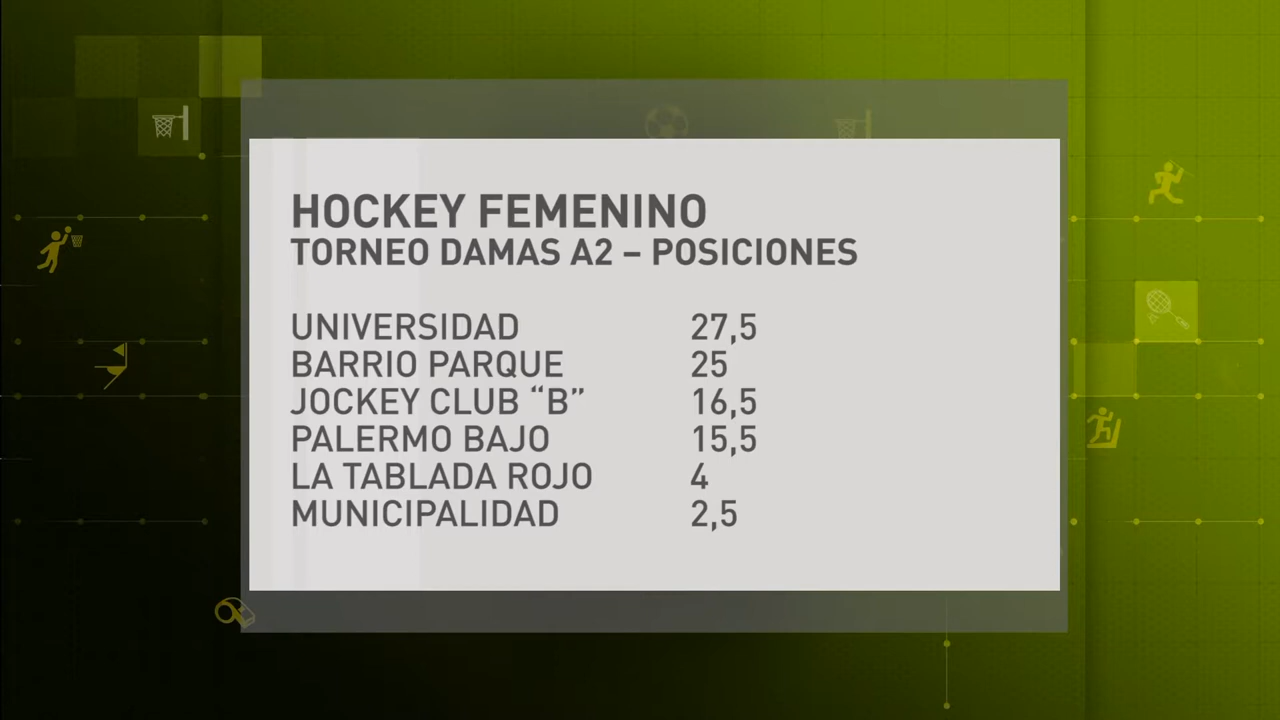 HOCKEY FEMENINO
TORNEO DAMAS A2 – POSICIONES
UNIVERSIDAD 27,5
BARRIO PARQUE 25
JOCKEY CLUB “B” 16,5
PALERMO BAJO 15,5
LA TABLADA ROJO 4
MUNICIPALIDAD 2,5